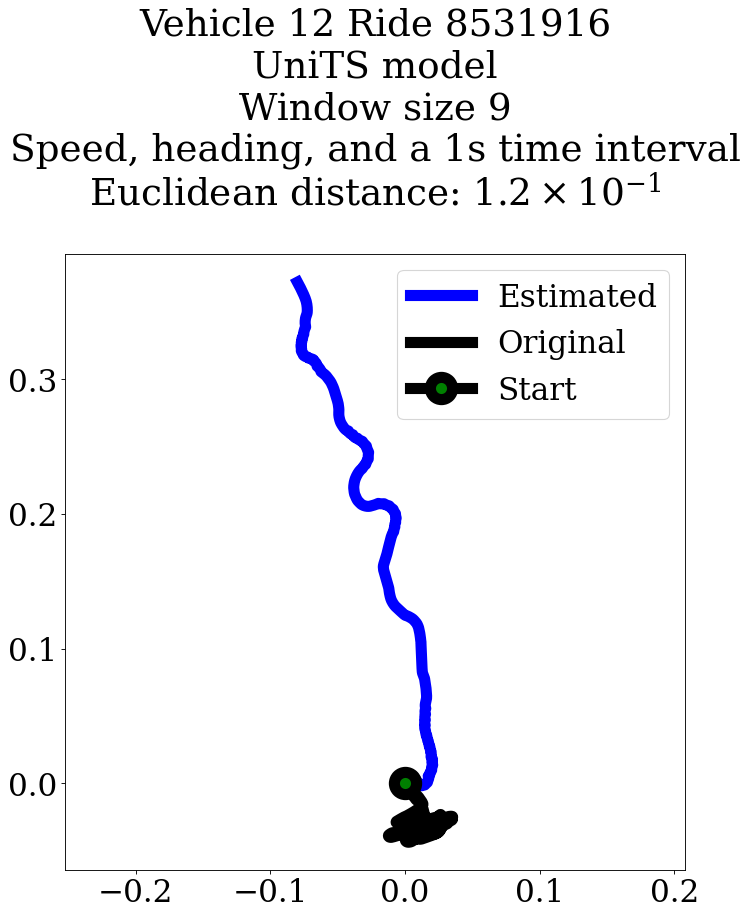 Vehicle 12 Ride 8531916
UniTS model
Window size 9
Speed, heading, and a 1s time interval
Euclidean distance: 1.2 × 10⁻¹
Estimated
Original
Start
0.3
0.2
0.1
0.0
−0.2 −0.1 0.0 0.1 0.2